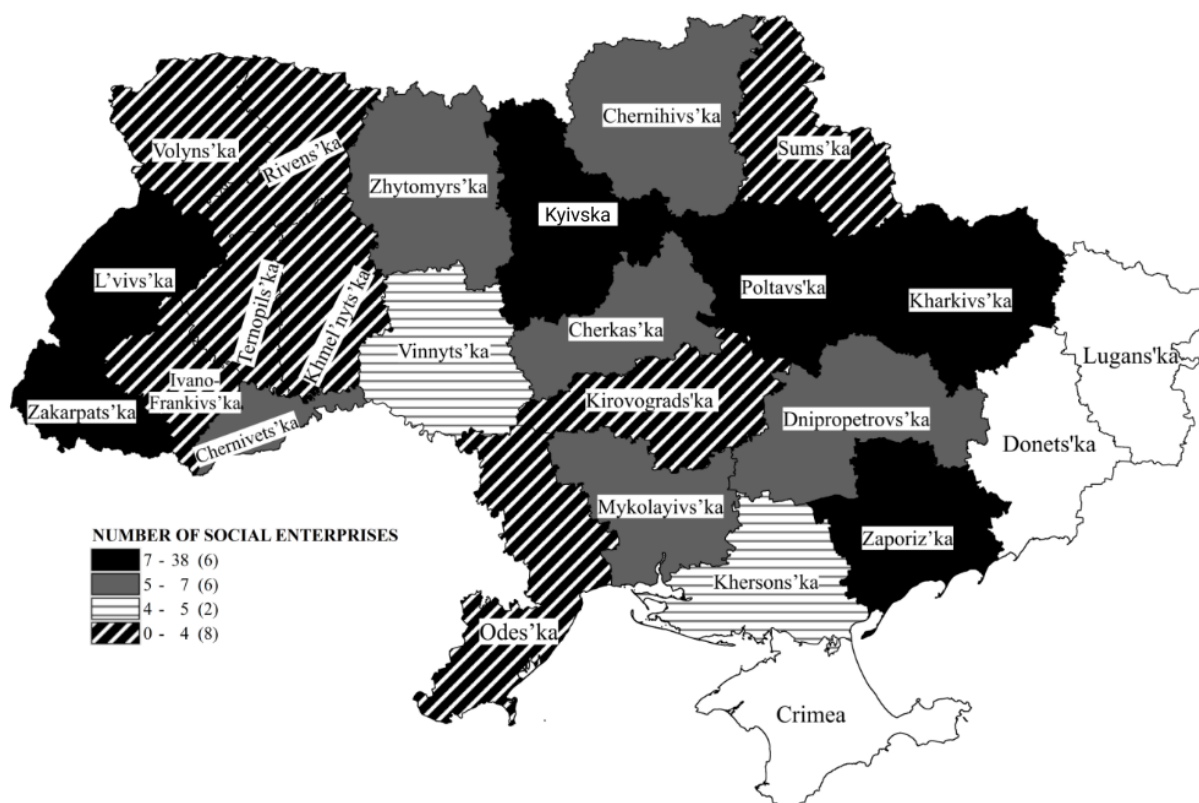 Chernihivs’ka
Sums’ka
Volyns’ka
Rivens’ka
Zhytomyrs’ka
Kyivska
L’vivs’ka
Ternopils’ka
Khmel’nyts’ka
Poltavs'ka
Kharkivs’ka
Vinnyts’ka
Cherkas’ka
Lugans'ka
Ivano-
Frankivs’ka
Zakarpats’ka
Chernivets’ka
Kirovograds'ka
Dnipropetrovs’ka
Donets'ka
Mykolayivs’ka
Zaporiz’ka
Khersons’ka
Odes’ka
Crimea
NUMBER OF SOCIAL ENTERPRISES
7 - 38 (6)
5 - 7 (6)
4 - 5 (2)
0 - 4 (8)